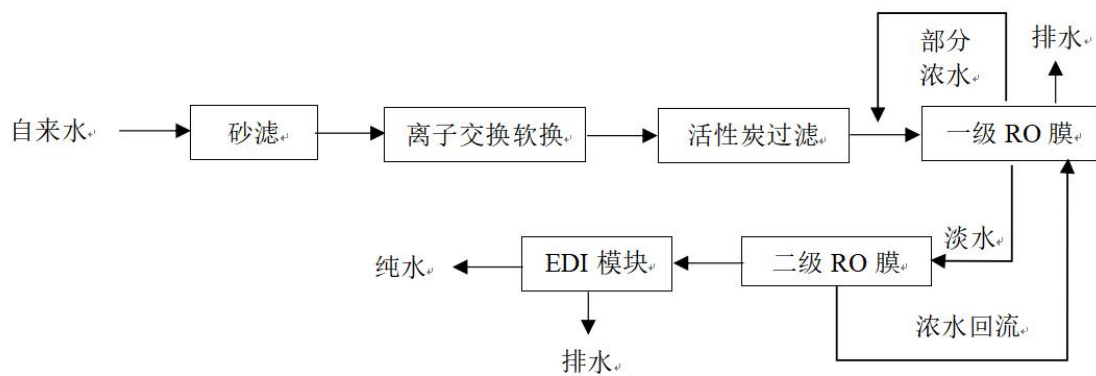 部分
浓水
排水
自来水
砂滤
离子交换软换
活性炭过滤
一级 RO 膜
淡水
纯水
EDI 模块
二级 RO 膜
浓水回流
排水